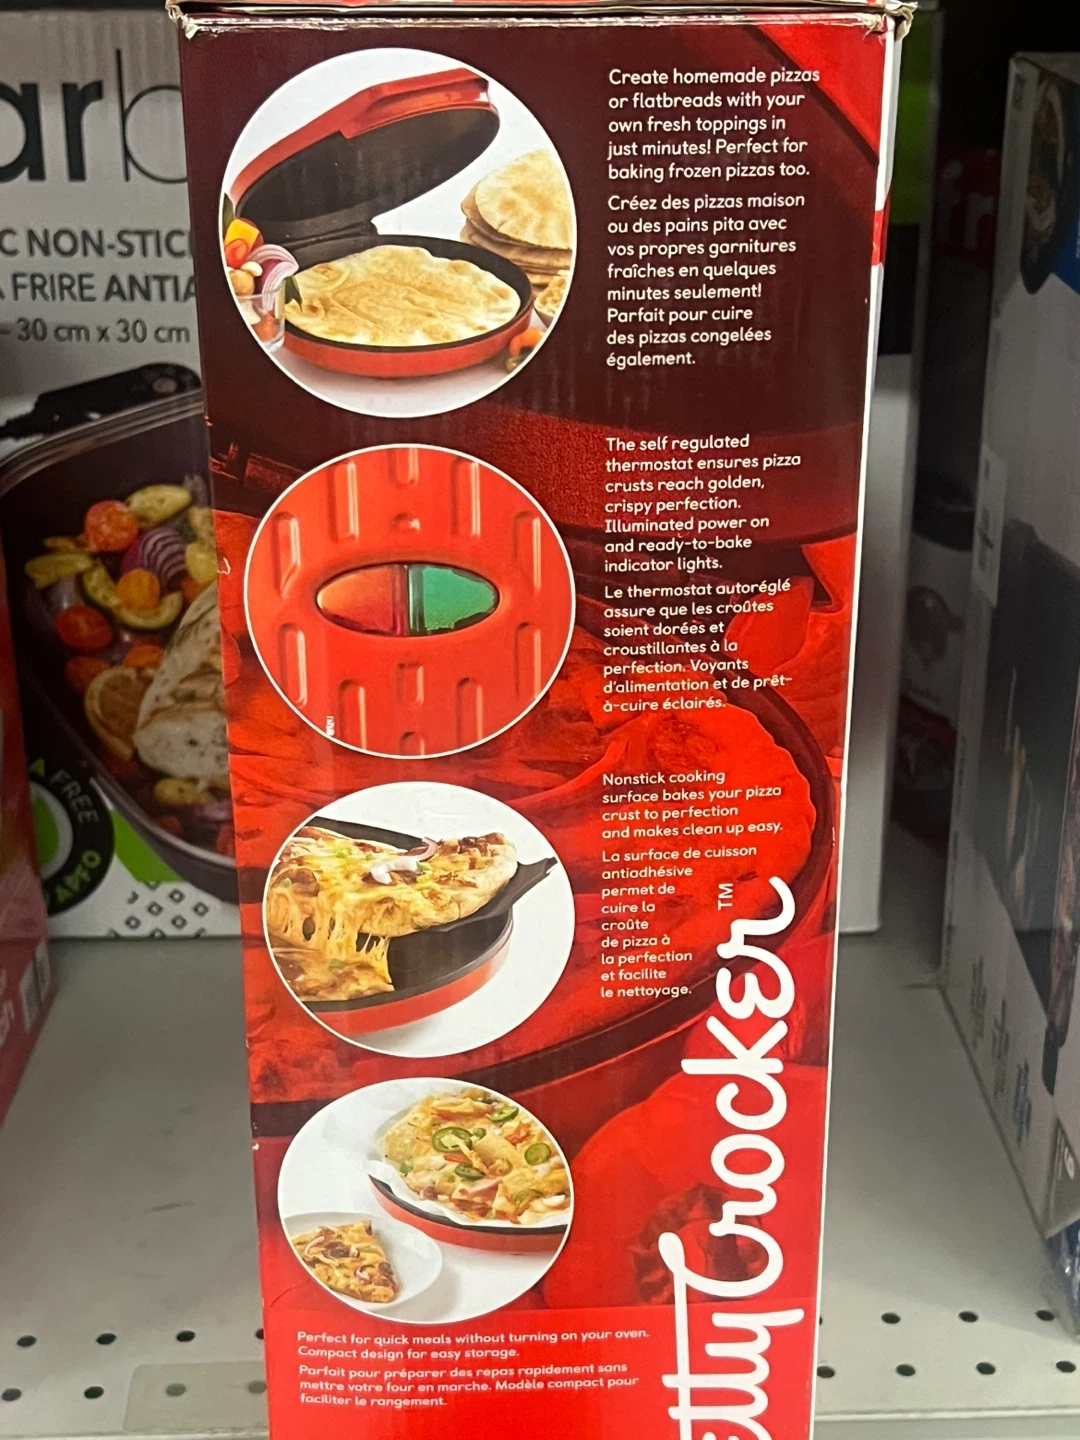 Create homemade pizzas
or flatbreads with your
own fresh toppings in
just minutes! Perfect for
baking frozen pizzas too.
Créez des pizzas maison
ou des pains pita avec
vos propres garnitures
fraîches en quelques
minutes seulement!
Parfait pour cuire
des pizzas congelées
également.
The self regulated
thermostat ensures pizza
crusts reach golden,
crispy perfection.
Illuminated power on
and ready-to-bake
indicator lights.
Le thermostat autoréglé
assure que les croûtes
soient dorées et
croustillantes à la
perfection. Voyants
d'alimentation et de prêt-
à-cuire éclairés.
Nonstick cooking
surface bakes your pizza
crust to perfection
and makes clean up easy.
La surface de cuisson
antiadhésive
permet de
cuire la
croûte
de pizza à
la perfection
et facilite
le nettoyage.
Perfect for quick meals without turning on your oven.
Compact design for easy storage.
Parfait pour préparer des repas rapidement sans
mettre votre four en marche. Modèle compact pour
faciliter le rangement.
etty Crocker™
arb
C NON-STIC
FRIRE ANTIA
30 cm x 30 cm
FREE
APFO